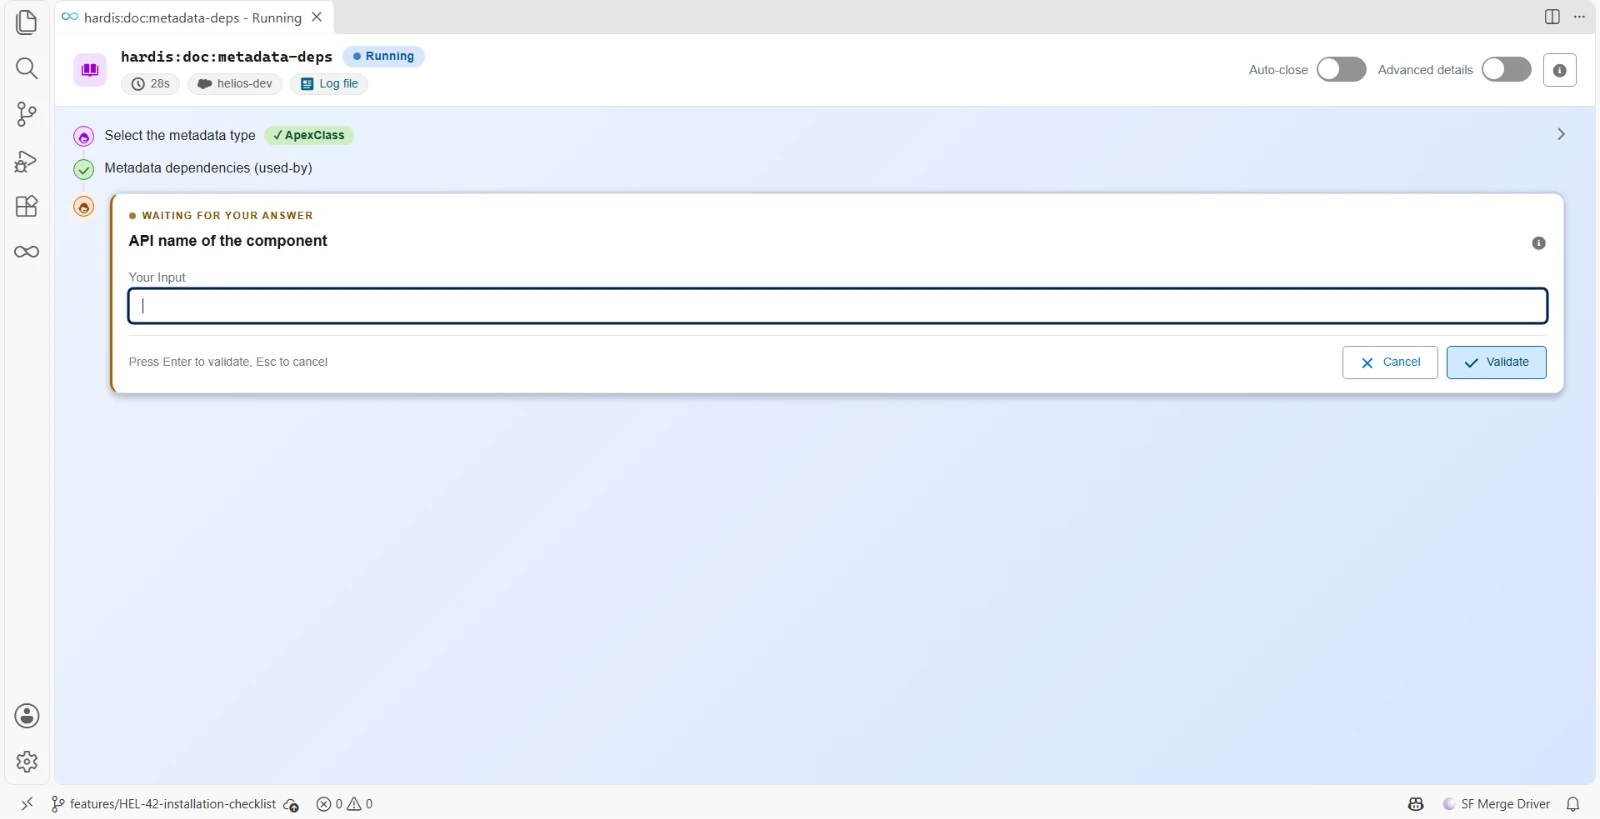 hardis:doc:metadata-deps - Running
hardis:doc:metadata-deps
Running
28s
helios-dev
Log file
Auto-close
Advanced details
Select the metadata type
ApexClass
Metadata dependencies (used-by)
WAITING FOR YOUR ANSWER
API name of the component
Your Input
Press Enter to validate, Esc to cancel
Cancel
Validate
features/HEL-42-installation-checklist
0
0
SF Merge Driver